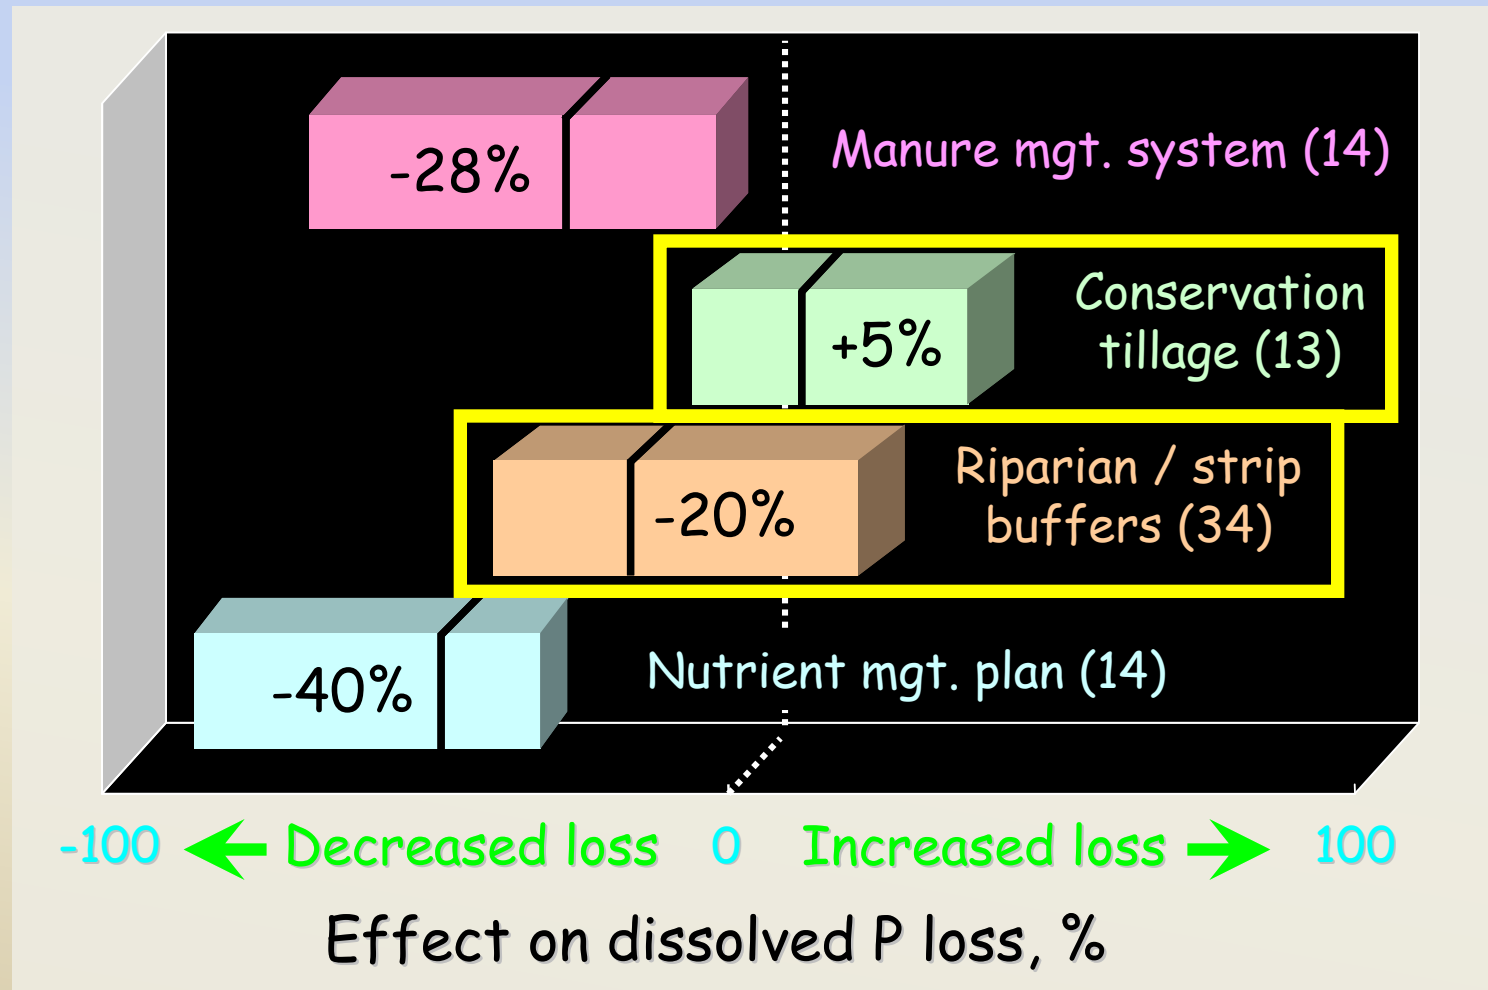 -28%
Manure mgt. system (14)
+5%
Conservation
tillage (13)
-20%
Riparian / strip
buffers (34)
-40%
Nutrient mgt. plan (14)
-100 Decreased loss 0 Increased loss 100
Effect on dissolved P loss, %